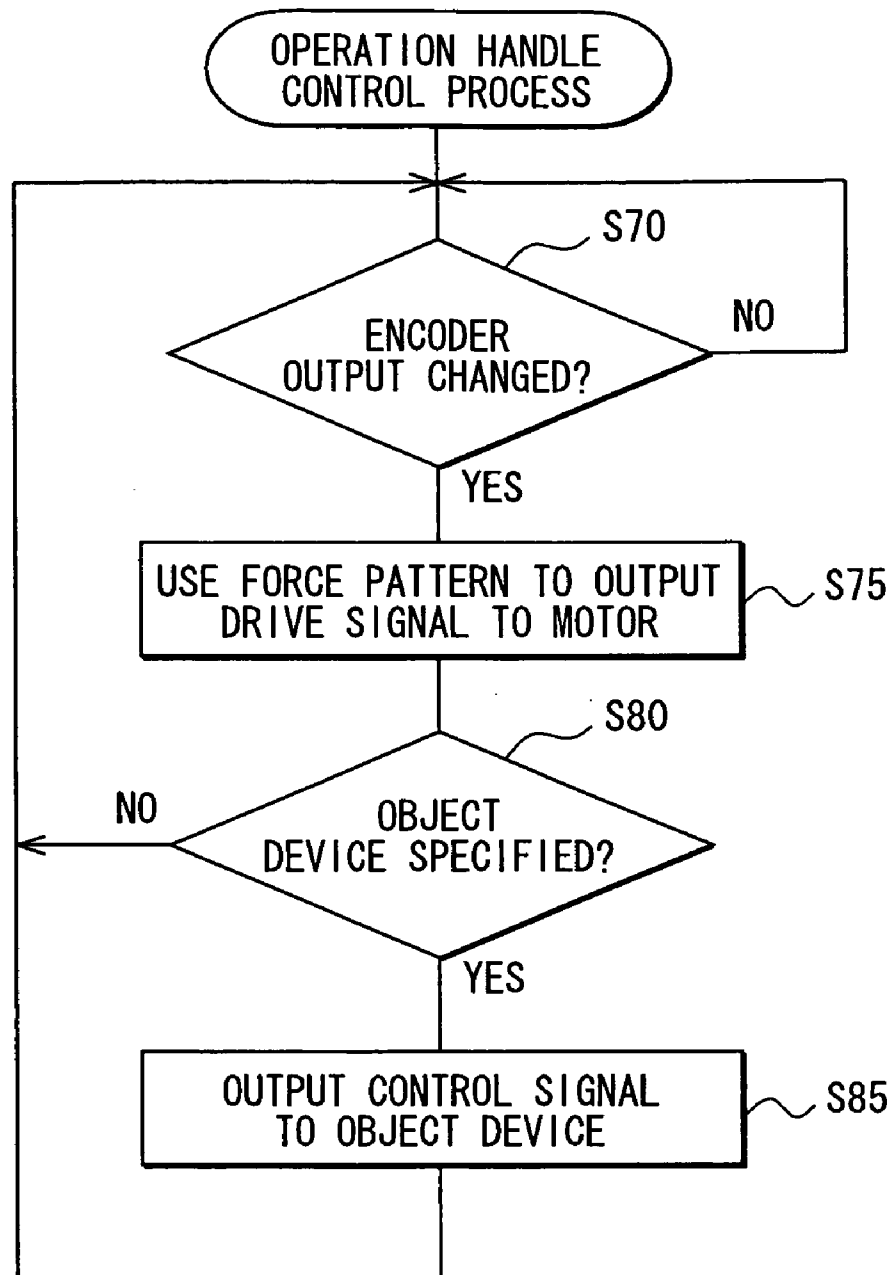 OPERATION HANDLE
CONTROL PROCESS
S70
ENCODER
OUTPUT CHANGED?
NO
YES
USE FORCE PATTERN TO OUTPUT
DRIVE SIGNAL TO MOTOR
S75
S80
OBJECT
DEVICE SPECIFIED?
NO
YES
OUTPUT CONTROL SIGNAL
TO OBJECT DEVICE
S85